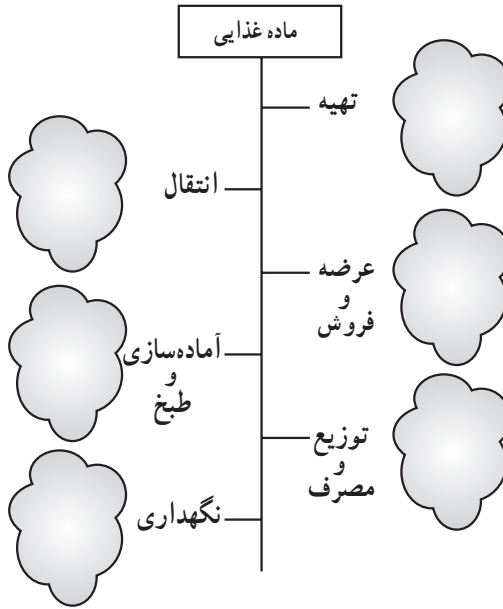 ماده غذایی
تهیه
انتقال
عرضه
و
فروش
آماده‌سازی
و
طبخ
توزیع
و
مصرف
نگهداری